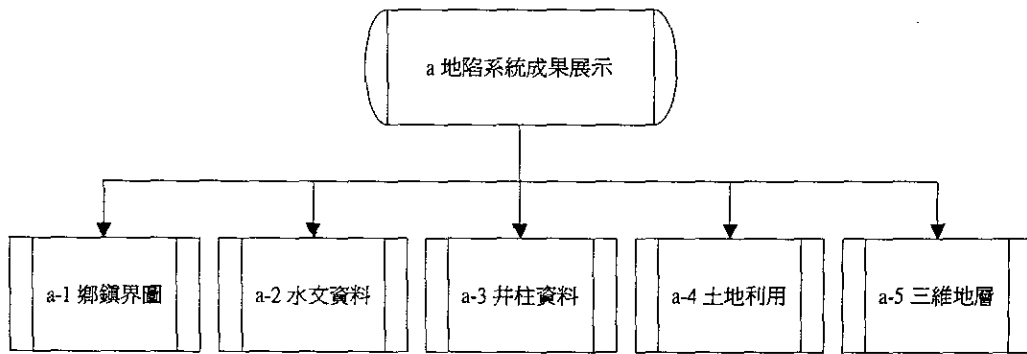 a 地陷系統成果展示
a-1 鄉鎮界圖
a-2 水文資料
a-3 井柱資料
a-4 土地利用
a-5 三維地層